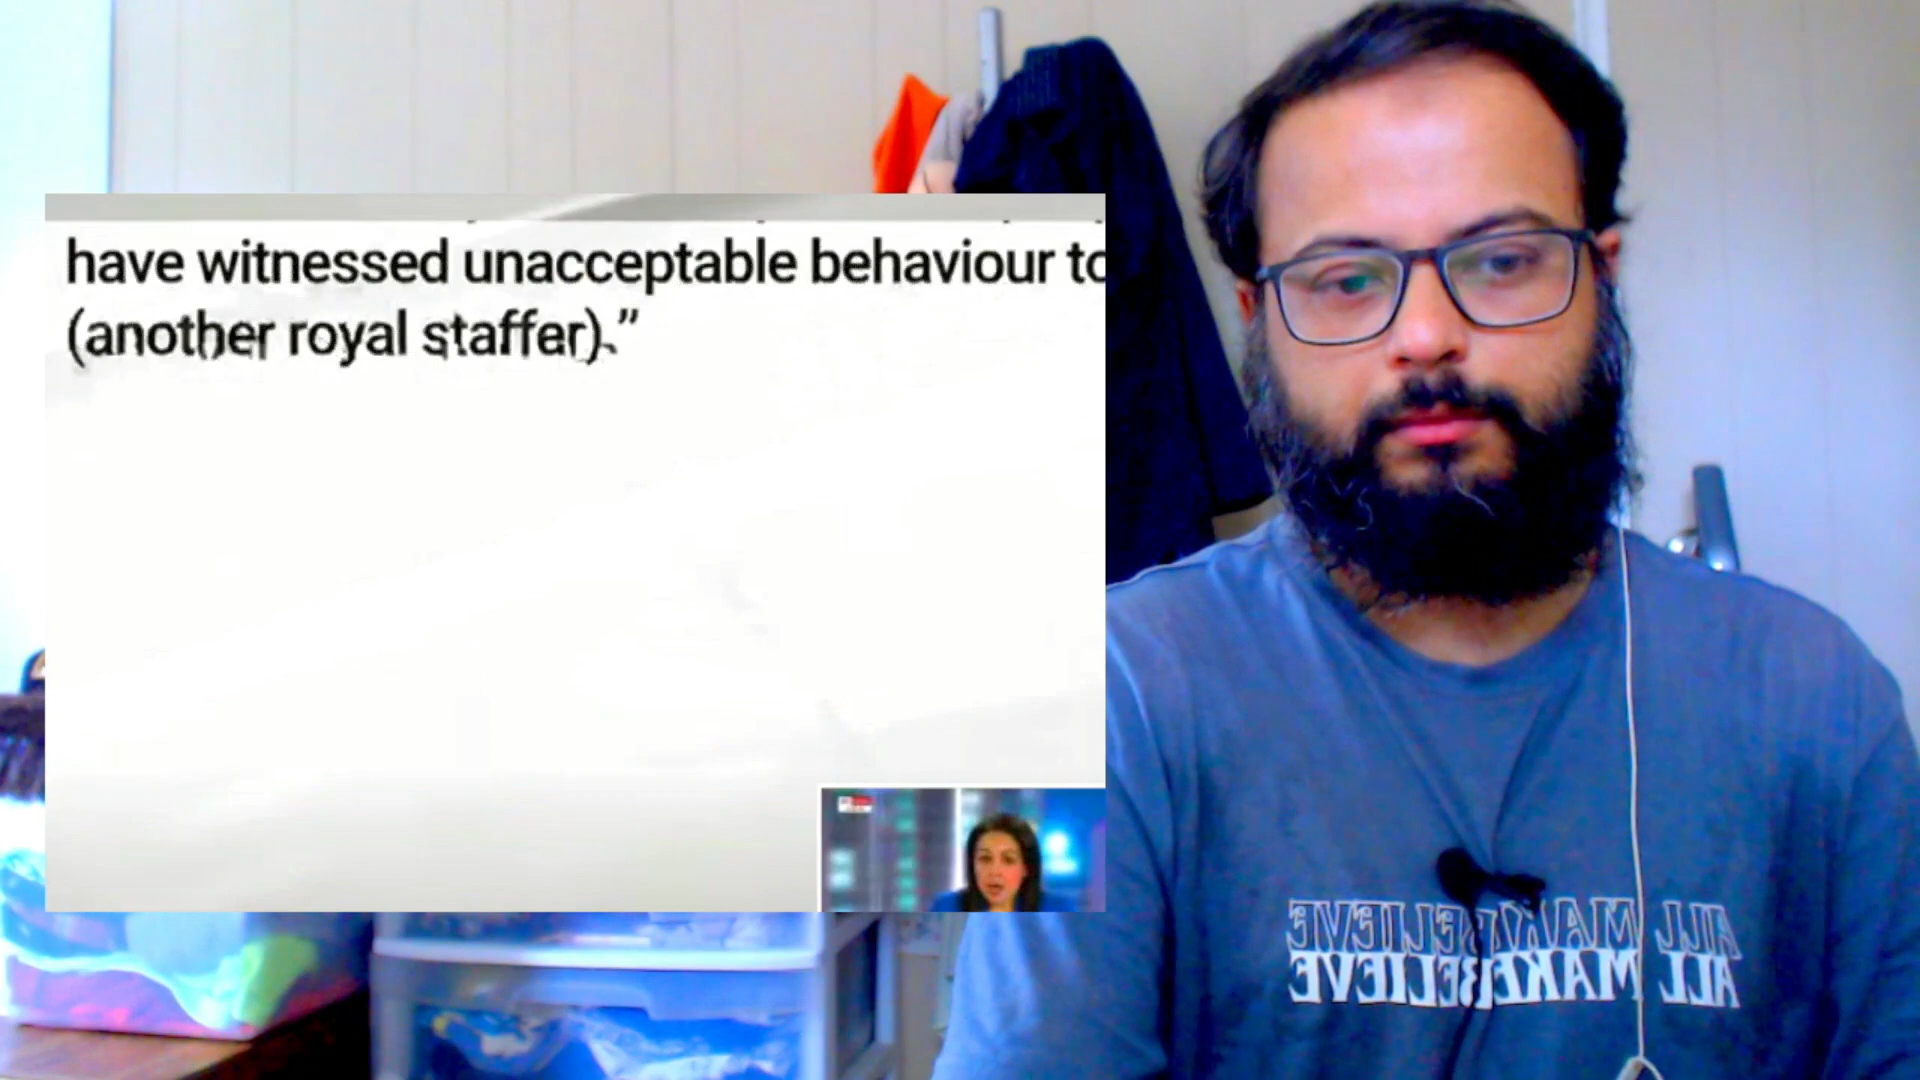 have witnessed unacceptable behaviour to
(another royal staffer).”
ALL MAKEBELIEVE
ALL MAKEBELIEVE